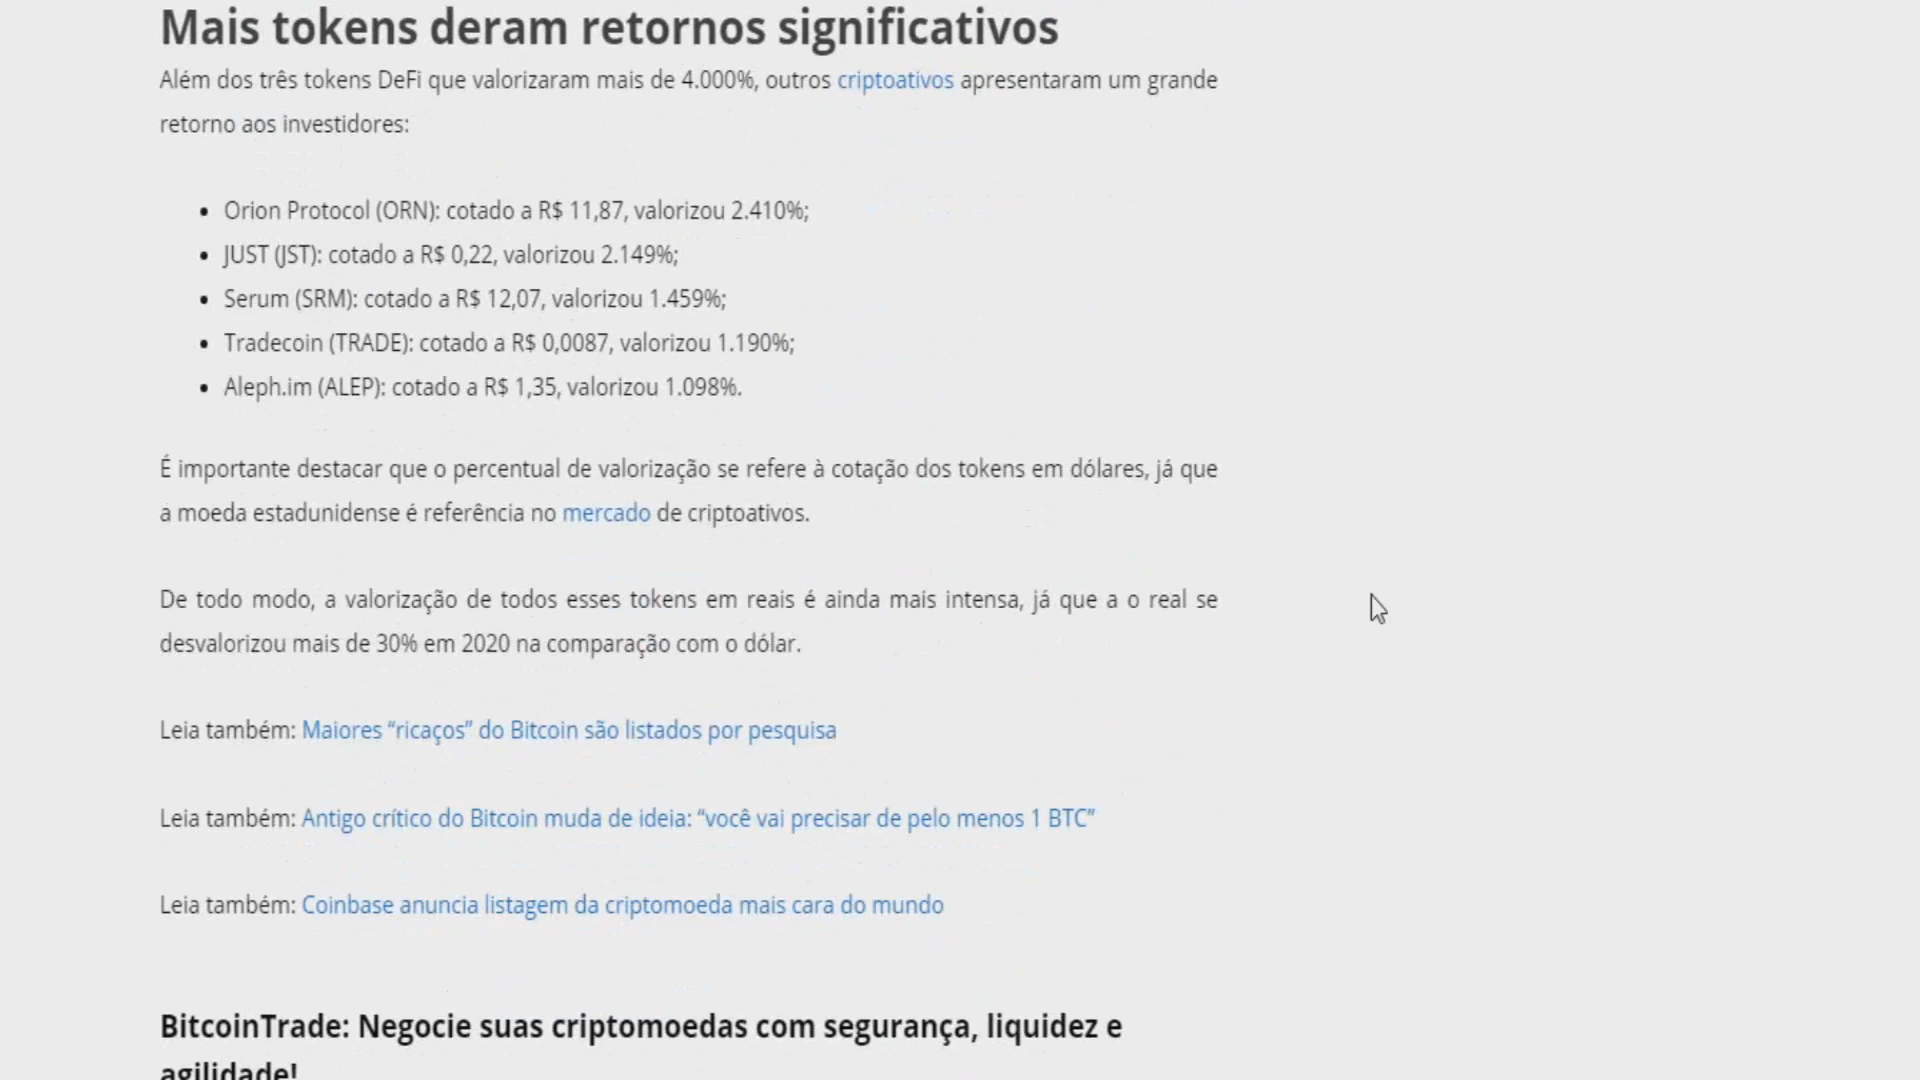 Mais tokens deram retornos significativos
Além dos três tokens DeFi que valorizaram mais de 4.000%, outros criptoativos apresentaram um grande
retorno aos investidores:
• Orion Protocol (ORN): cotado a R$ 11,87, valorizou 2.410%;
• JUST (JST): cotado a R$ 0,22, valorizou 2.149%;
• Serum (SRM): cotado a R$ 12,07, valorizou 1.459%;
• Tradecoin (TRADE): cotado a R$ 0,0087, valorizou 1.190%;
• Aleph.im (ALEP): cotado a R$ 1,35, valorizou 1.098%.
É importante destacar que o percentual de valorização se refere à cotação dos tokens em dólares, já que
a moeda estadunidense é referência no mercado de criptoativos.
De todo modo, a valorização de todos esses tokens em reais é ainda mais intensa, já que a o real se
desvalorizou mais de 30% em 2020 na comparação com o dólar.
Leia também: Maiores “ricaços” do Bitcoin são listados por pesquisa
Leia também: Antigo crítico do Bitcoin muda de ideia: “você vai precisar de pelo menos 1 BTC”
Leia também: Coinbase anuncia listagem da criptomoeda mais cara do mundo
BitcoinTrade: Negocie suas criptomoedas com segurança, liquidez e
agilidade!